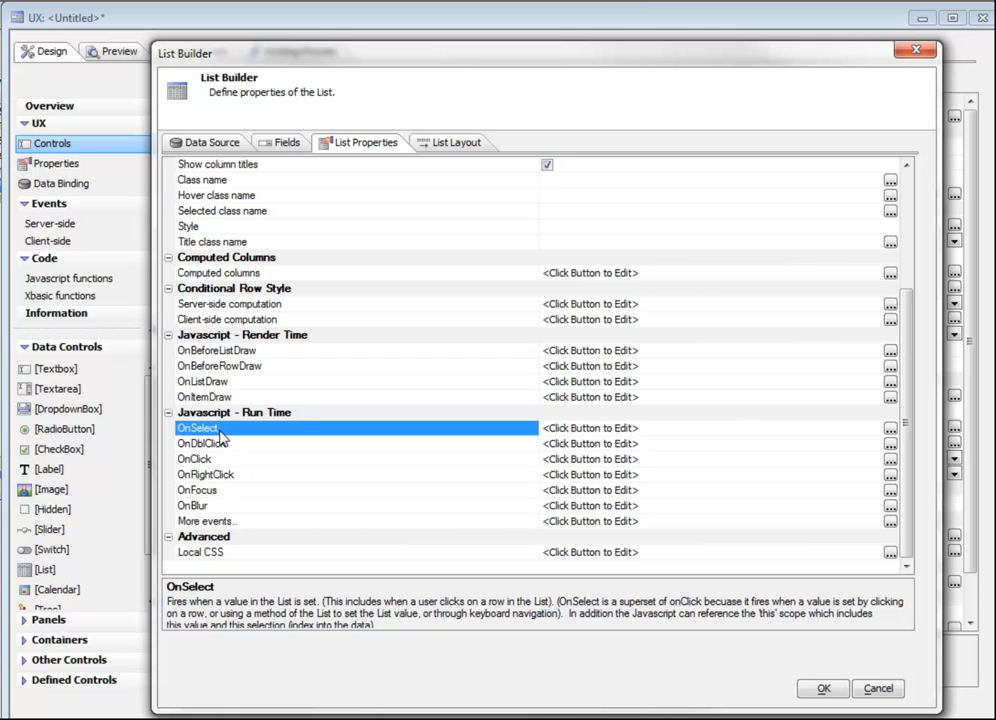 UX: <Untitled>*
Design
Preview
List Builder
List Builder
Define properties of the List.
Overview
UX
Controls
Properties
Data Binding
Events
Server-side
Client-side
Code
Javascript functions
Xbasic functions
Information
Data Controls
[Textbox]
[Textarea]
[DropdownBox]
[RadioButton]
[CheckBox]
[Label]
[Image]
[Hidden]
[Slider]
[Switch]
[List]
[Calendar]
Panels
Containers
Other Controls
Defined Controls
Data Source
Fields
List Properties
List Layout
Show column titles
Class name
Hover class name
Selected class name
Style
Title class name
Computed Columns
Computed columns <Click Button to Edit>
Conditional Row Style
Server-side computation <Click Button to Edit>
Client-side computation <Click Button to Edit>
Javascript - Render Time
OnBeforeListDraw <Click Button to Edit>
OnBeforeRowDraw <Click Button to Edit>
OnListDraw <Click Button to Edit>
OnItemDraw <Click Button to Edit>
Javascript - Run Time
OnSelect <Click Button to Edit>
OnDblClick <Click Button to Edit>
OnClick <Click Button to Edit>
OnRightClick <Click Button to Edit>
OnFocus <Click Button to Edit>
OnBlur <Click Button to Edit>
More events.. <Click Button to Edit>
Advanced
Local CSS <Click Button to Edit>
OnSelect
Fires when a value in the List is set. (This includes when a user clicks on a row in the List). (OnSelect is a superset of onClick becuase it fires when a value is set by clicking
on a row, or using a method of the List to set the List value, or through keyboard navigation). In addition the Javascript can reference the 'this' scope which includes
this value and this selection (index into the data)
OK
Cancel